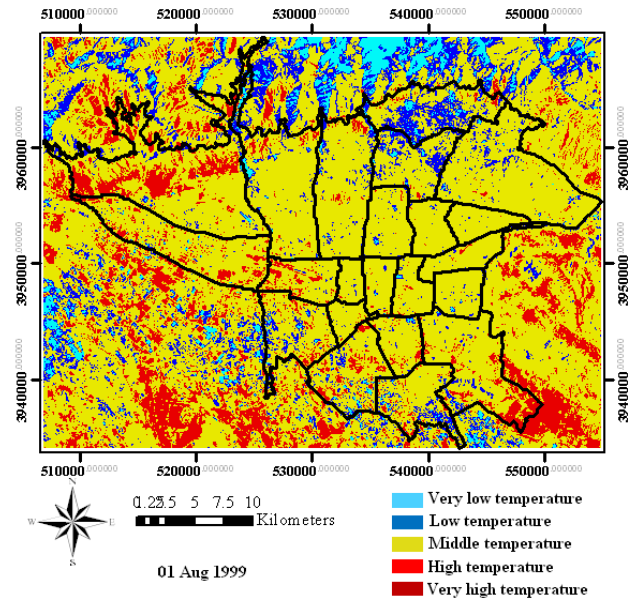 510000.000000 520000.000000 530000.000000 540000.000000 550000.000000
3960000.000000
3950000.000000
3940000.000000
3960000.000000
3950000.000000
3940000.000000
510000.000000 520000.000000 530000.000000 540000.000000 550000.000000
N
W E
S
0 1.25 2.5 5 7.5 10
Kilometers
01 Aug 1999
Very low temperature
Low temperature
Middle temperature
High temperature
Very high temperature